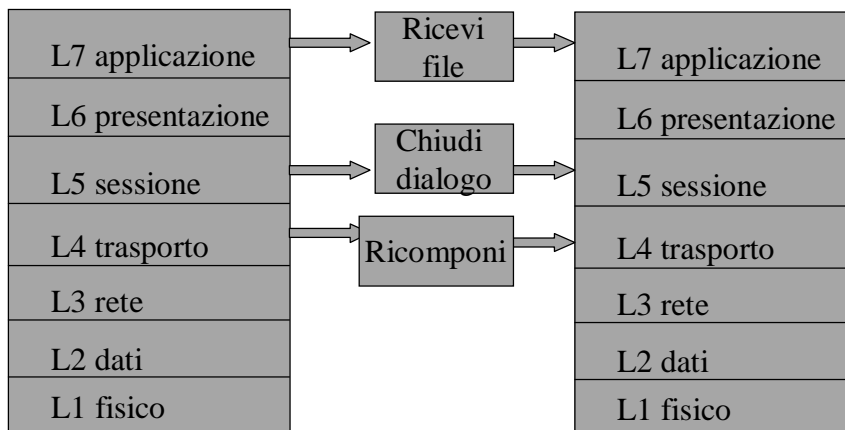 L7 applicazione
L6 presentazione
L5 sessione
L4 trasporto
L3 rete
L2 dati
L1 fisico
Ricevi
file
Chiudi
dialogo
Ricomponi
L7 applicazione
L6 presentazione
L5 sessione
L4 trasporto
L3 rete
L2 dati
L1 fisico